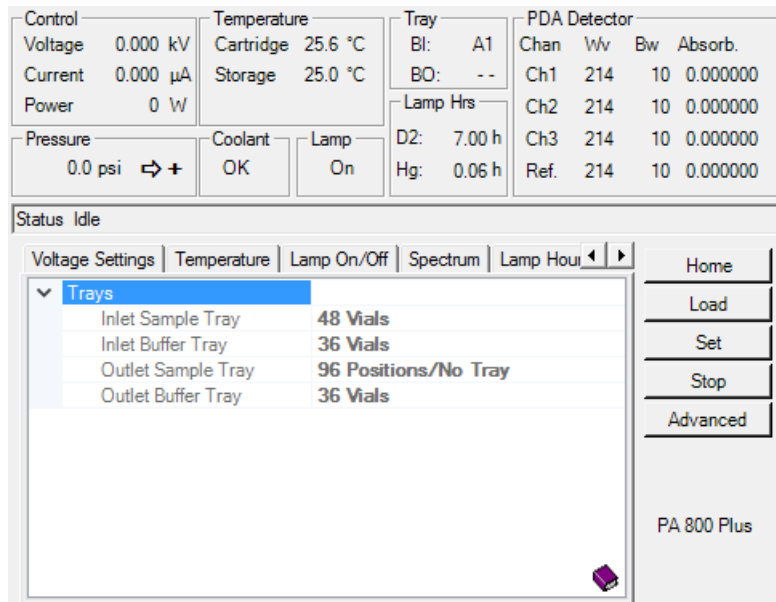 Control
Voltage 0.000 kV
Current 0.000 µA
Power 0 W
Temperature
Cartridge 25.6 °C
Storage 25.0 °C
Tray
BI: A1
BO: - -
Lamp Hrs
D2: 7.00 h
Hg: 0.06 h
PDA Detector
Chan Wv Bw Absorb.
Ch1 214 10 0.000000
Ch2 214 10 0.000000
Ch3 214 10 0.000000
Ref. 214 10 0.000000
Pressure
0.0 psi ⇨ +
Coolant
OK
Lamp
On
Status Idle
Voltage Settings Temperature Lamp On/Off Spectrum Lamp Hou
Trays
Inlet Sample Tray 48 Vials
Inlet Buffer Tray 36 Vials
Outlet Sample Tray 96 Positions/No Tray
Outlet Buffer Tray 36 Vials
Home
Load
Set
Stop
Advanced
PA 800 Plus